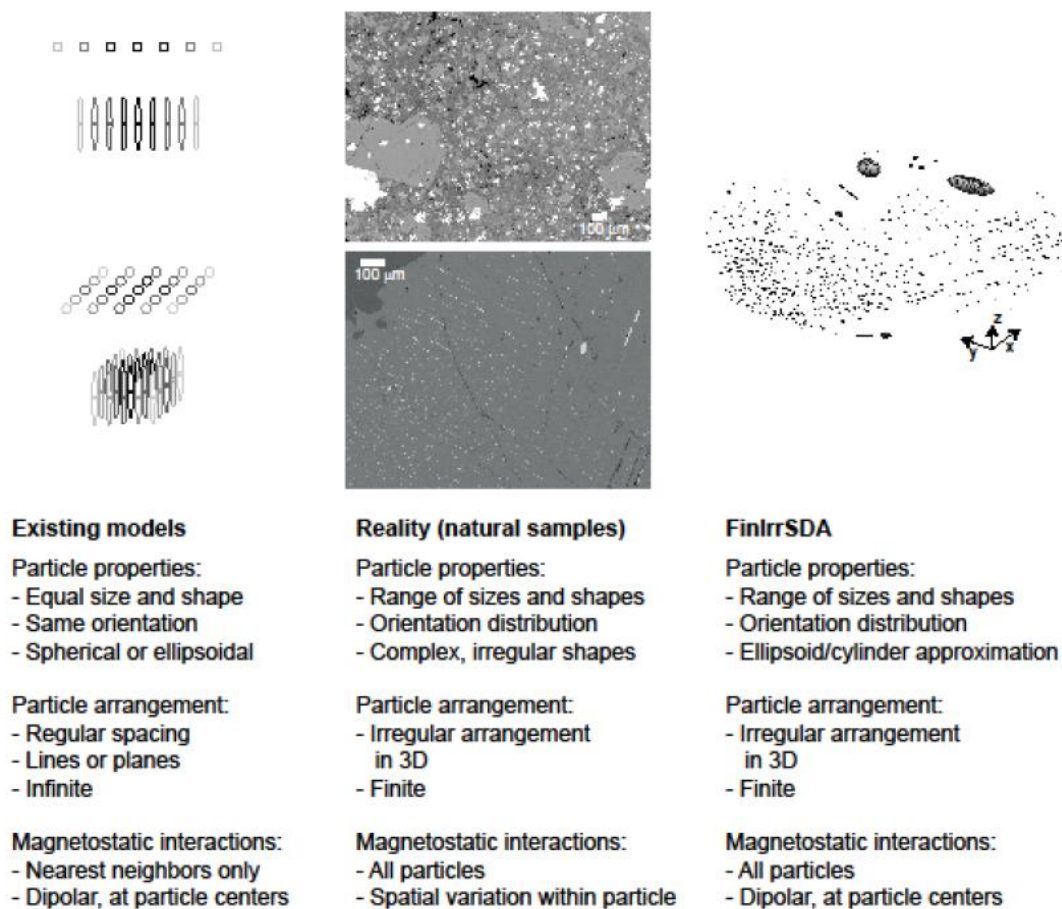 100 µm
100 µm
z
y
x
Existing models
Particle properties:
- Equal size and shape
- Same orientation
- Spherical or ellipsoidal
Particle arrangement:
- Regular spacing
- Lines or planes
- Infinite
Magnetostatic interactions:
- Nearest neighbors only
- Dipolar, at particle centers
Reality (natural samples)
Particle properties:
- Range of sizes and shapes
- Orientation distribution
- Complex, irregular shapes
Particle arrangement:
- Irregular arrangement
in 3D
- Finite
Magnetostatic interactions:
- All particles
- Spatial variation within particle
FinIrrSDA
Particle properties:
- Range of sizes and shapes
- Orientation distribution
- Ellipsoid/cylinder approximation
Particle arrangement:
- Irregular arrangement
in 3D
- Finite
Magnetostatic interactions:
- All particles
- Dipolar, at particle centers